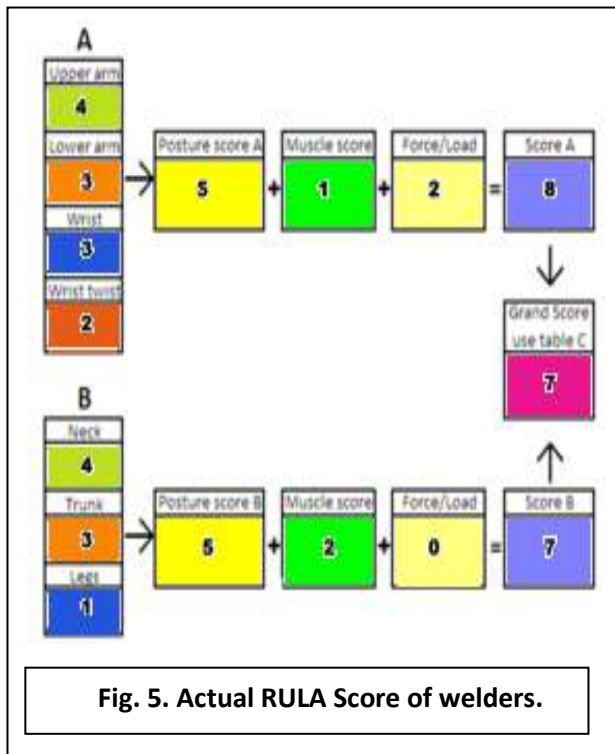 A
Upper arm
4
Lower arm
3
Wrist
3
Wrist twist
2
Posture score A
5
+
Muscle score
1
+
Force/Load
2
=
Score A
8
Grand Score
use table C
7
B
Neck
4
Trunk
3
Legs
1
Posture score B
5
+
Muscle score
2
+
Force/Load
0
=
Score B
7
Fig. 5. Actual RULA Score of welders.